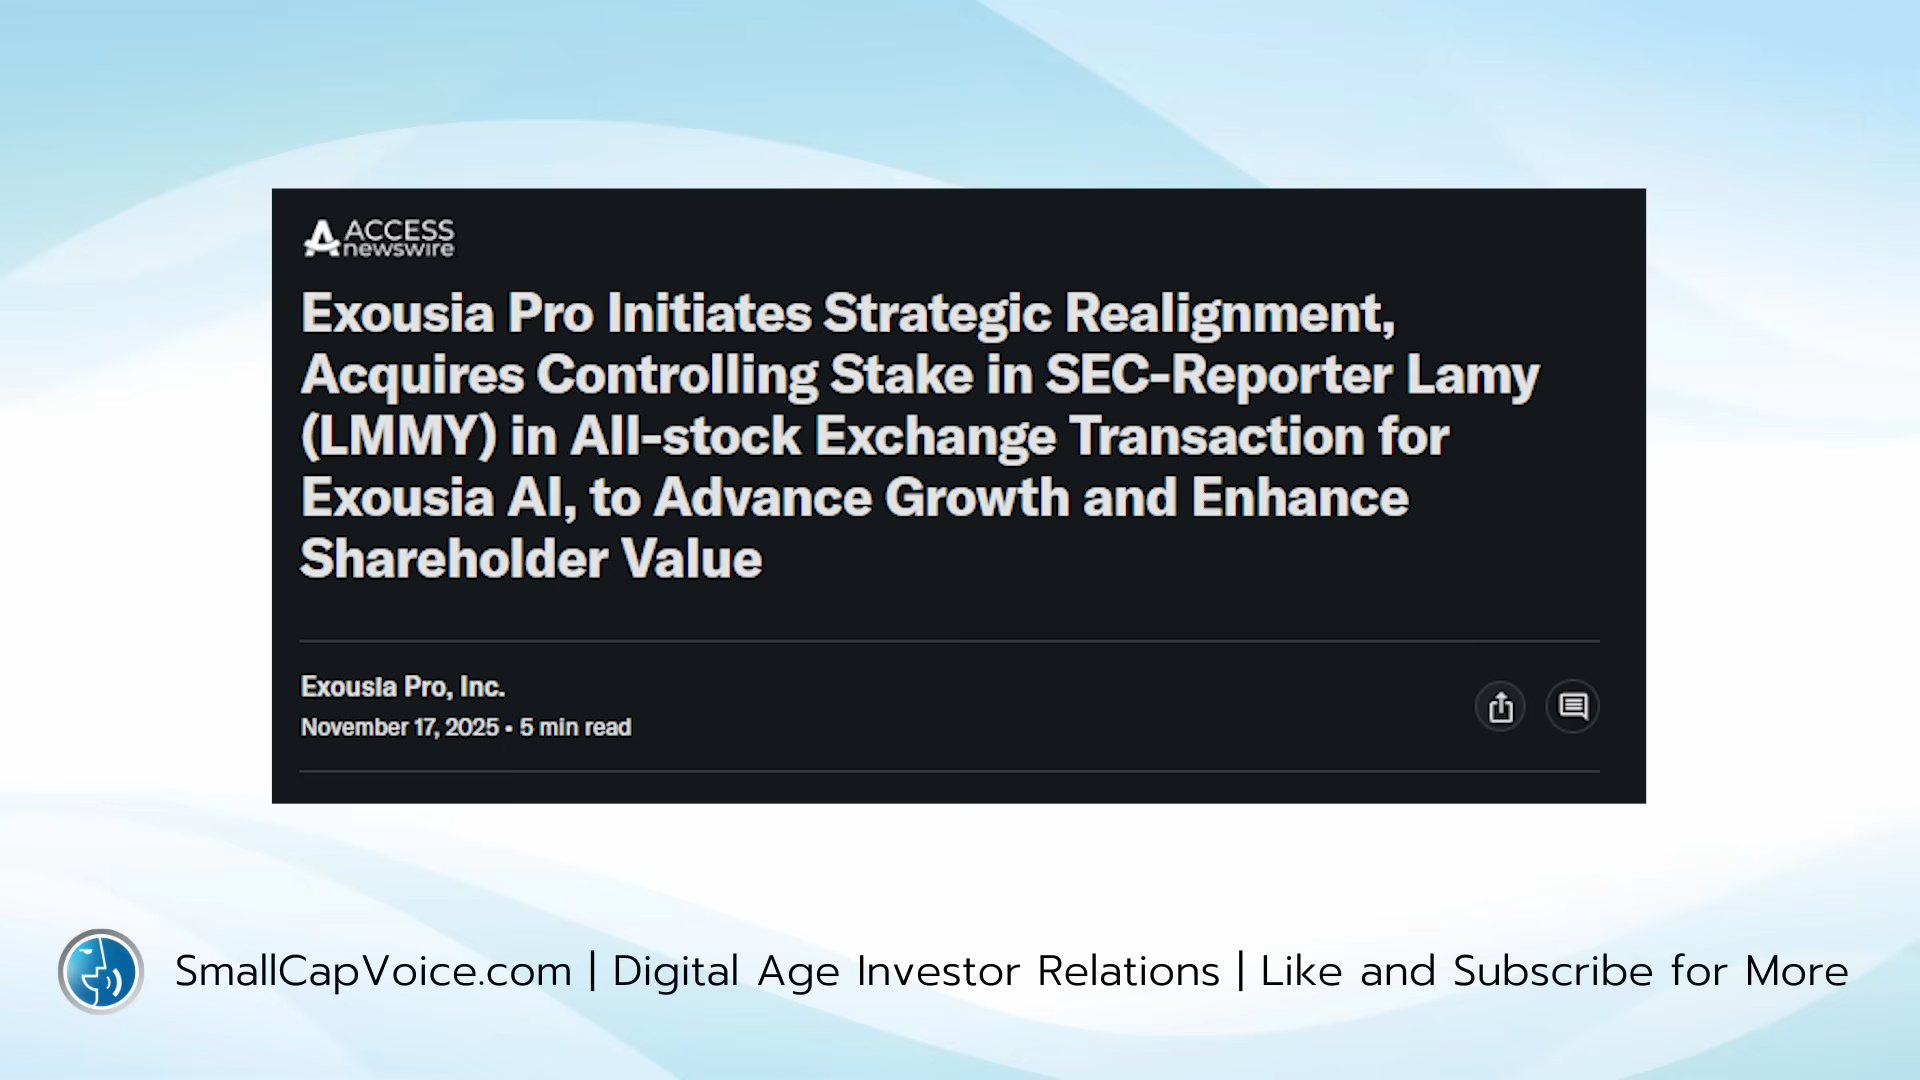 ACCESS
newswire
Exousia Pro Initiates Strategic Realignment,
Acquires Controlling Stake in SEC-Reporter Lamy
(LMMY) in All-stock Exchange Transaction for
Exousia AI, to Advance Growth and Enhance
Shareholder Value
Exousia Pro, Inc.
November 17, 2025 • 5 min read
SmallCapVoice.com | Digital Age Investor Relations | Like and Subscribe for More